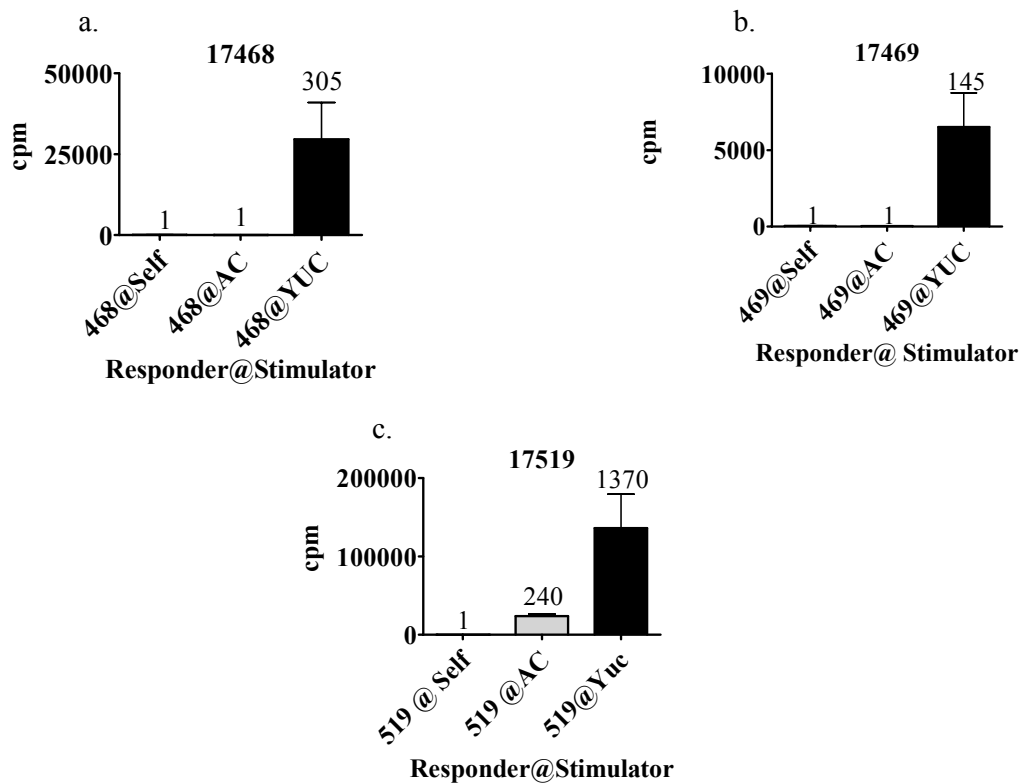 a.
17468
50000
25000
0
cpm
1
1
305
468@Self
468@AC
468@YUC
Responder@Stimulator
b.
17469
10000
5000
0
cpm
1
1
145
469@Self
469@AC
469@YUC
Responder@ Stimulator
c.
17519
200000
100000
0
cpm
1
240
1370
519 @ Self
519 @AC
519@Yuc
Responder@Stimulator